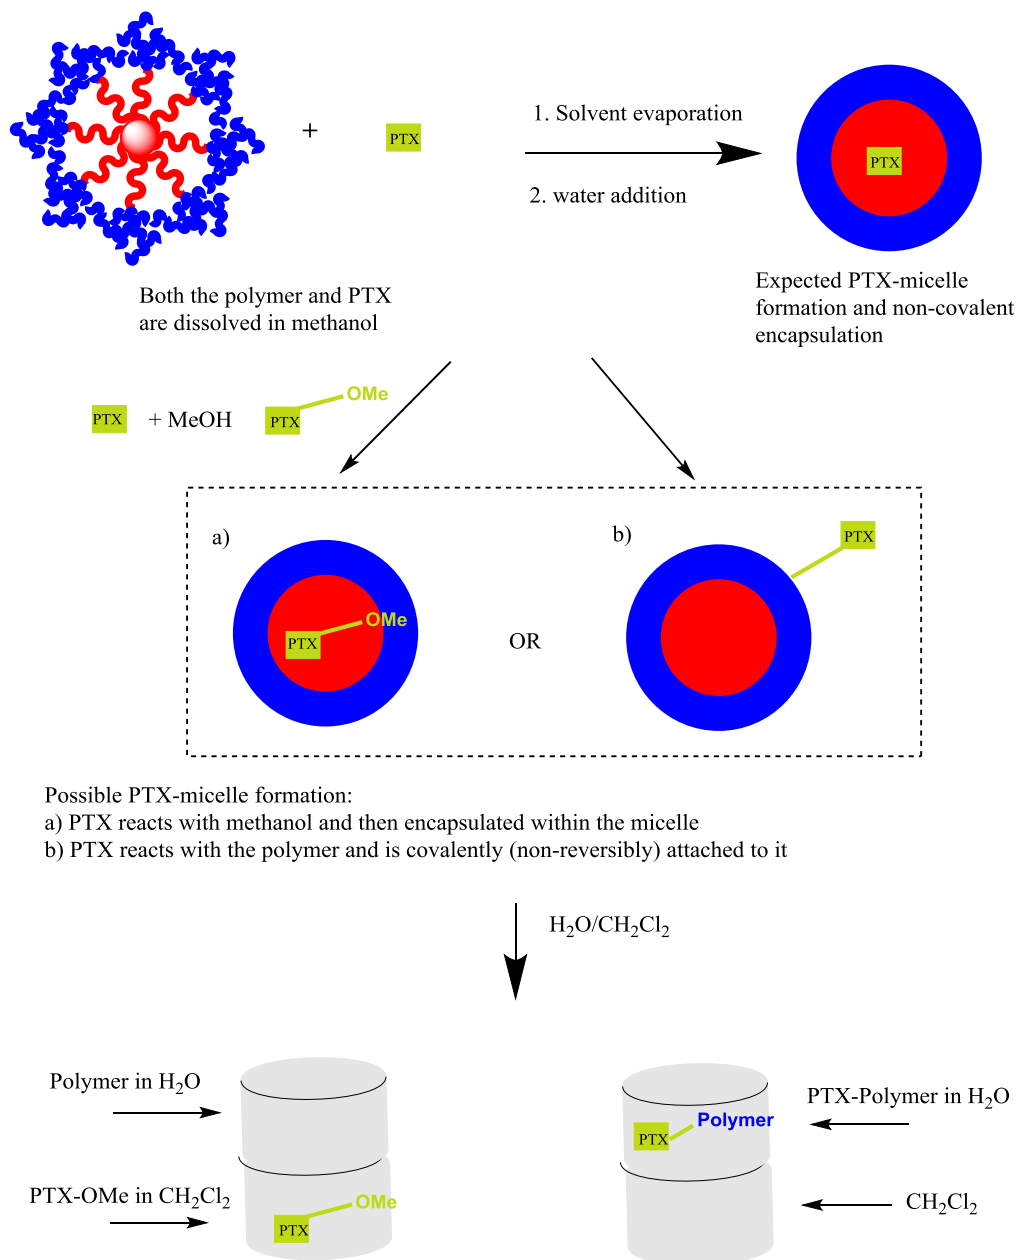 +
PTX
1. Solvent evaporation
2. water addition
PTX
Both the polymer and PTX
are dissolved in methanol
Expected PTX-micelle
formation and non-covalent
encapsulation
PTX + MeOH PTX OMe
a)
PTX OMe
OR
b)
PTX
Possible PTX-micelle formation:
a) PTX reacts with methanol and then encapsulated within the micelle
b) PTX reacts with the polymer and is covalently (non-reversibly) attached to it
H₂O/CH₂Cl₂
Polymer in H₂O
PTX-OMe in CH₂Cl₂
PTX OMe
PTX Polymer
PTX-Polymer in H₂O
CH₂Cl₂